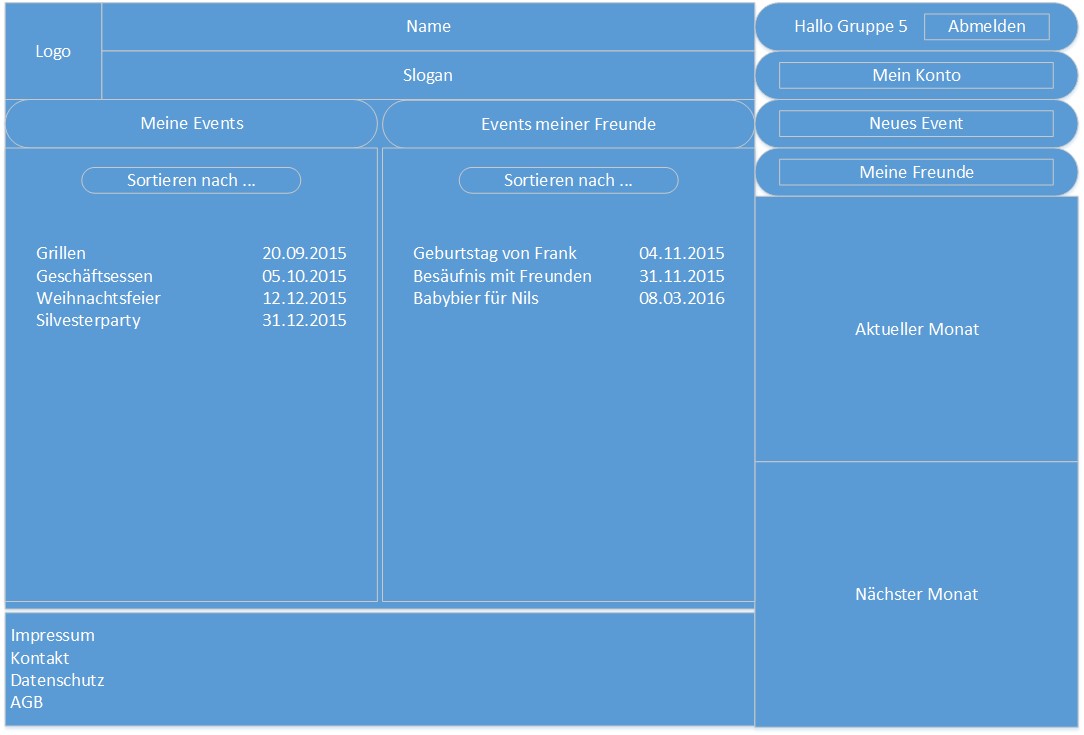 Logo
Name
Slogan
Hallo Gruppe 5 Abmelden
Mein Konto
Neues Event
Meine Freunde
Meine Events
Sortieren nach ...
Grillen 20.09.2015
Geschäftsessen 05.10.2015
Weihnachtsfeier 12.12.2015
Silvesterparty 31.12.2015
Events meiner Freunde
Sortieren nach ...
Geburtstag von Frank 04.11.2015
Besäufnis mit Freunden 31.11.2015
Babybier für Nils 08.03.2016
Aktueller Monat
Nächster Monat
Impressum
Kontakt
Datenschutz
AGB